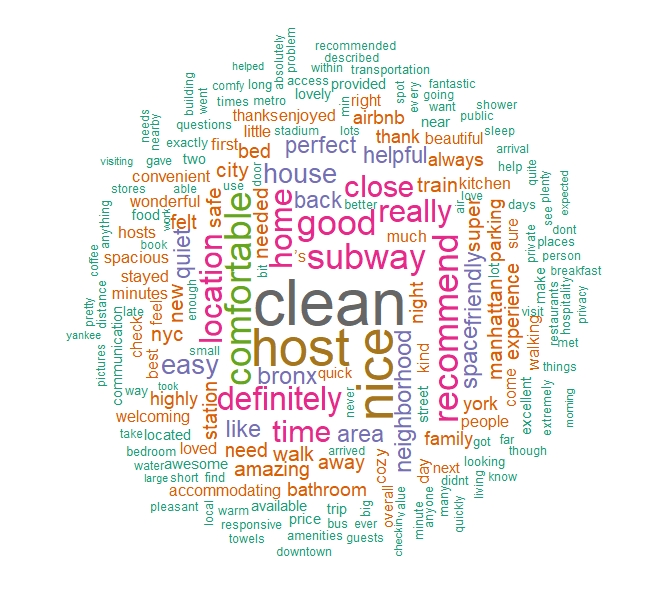 recommended
described
helped
within
transportation
absolutely
problem
comfy
long
access
provided
fantastic
building
went
times
metro
lovely
min
right
spot
every
going
want
shower
needs
nearby
questions
thanks
enjoyed
airbnb
near
public
exactly
little
stadium
lots
thank
beautiful
sleep
visiting
gave
two
first
bed
perfect
helpful
always
arrival
convenient
city
door
house
close
train
kitchen
help
quite
stores
able
use
back
better
air
love
days
see
plenty
expected
anything
wonderful
safe
needed
home
good
really
super
sure
food
work
felt
hosts
book
comfortable
much
parking
private
dont
places
coffee
spacious
quiet
location
's
subway
friendly
lot
person
stayed
enough
bit
night
space
manhattan
experience
make
breakfast
pretty
distance
minutes
new
clean
recommend
visit
restaurants
hospitality
privacy
yankee
communication
late
check
feel
nyc
host
nice
neighborhood
kind
walking
met
pictures
best
small
easy
bronx
quick
come
things
way
took
highly
station
definitely
never
street
york
excellent
extremely
morning
welcoming
like
time
area
people
take
located
need
walk
arrived
family
got
far
though
bedroom
loved
amazing
away
cozy
day
next
looking
water
awesome
large
short
find
accommodating
bathroom
overall
didnt
living
know
pleasant
local
warm
available
trip
big
many
anyone
quickly
responsive
price
bus
ever
checkin
value
minute
towels
amenities
guests
downtown